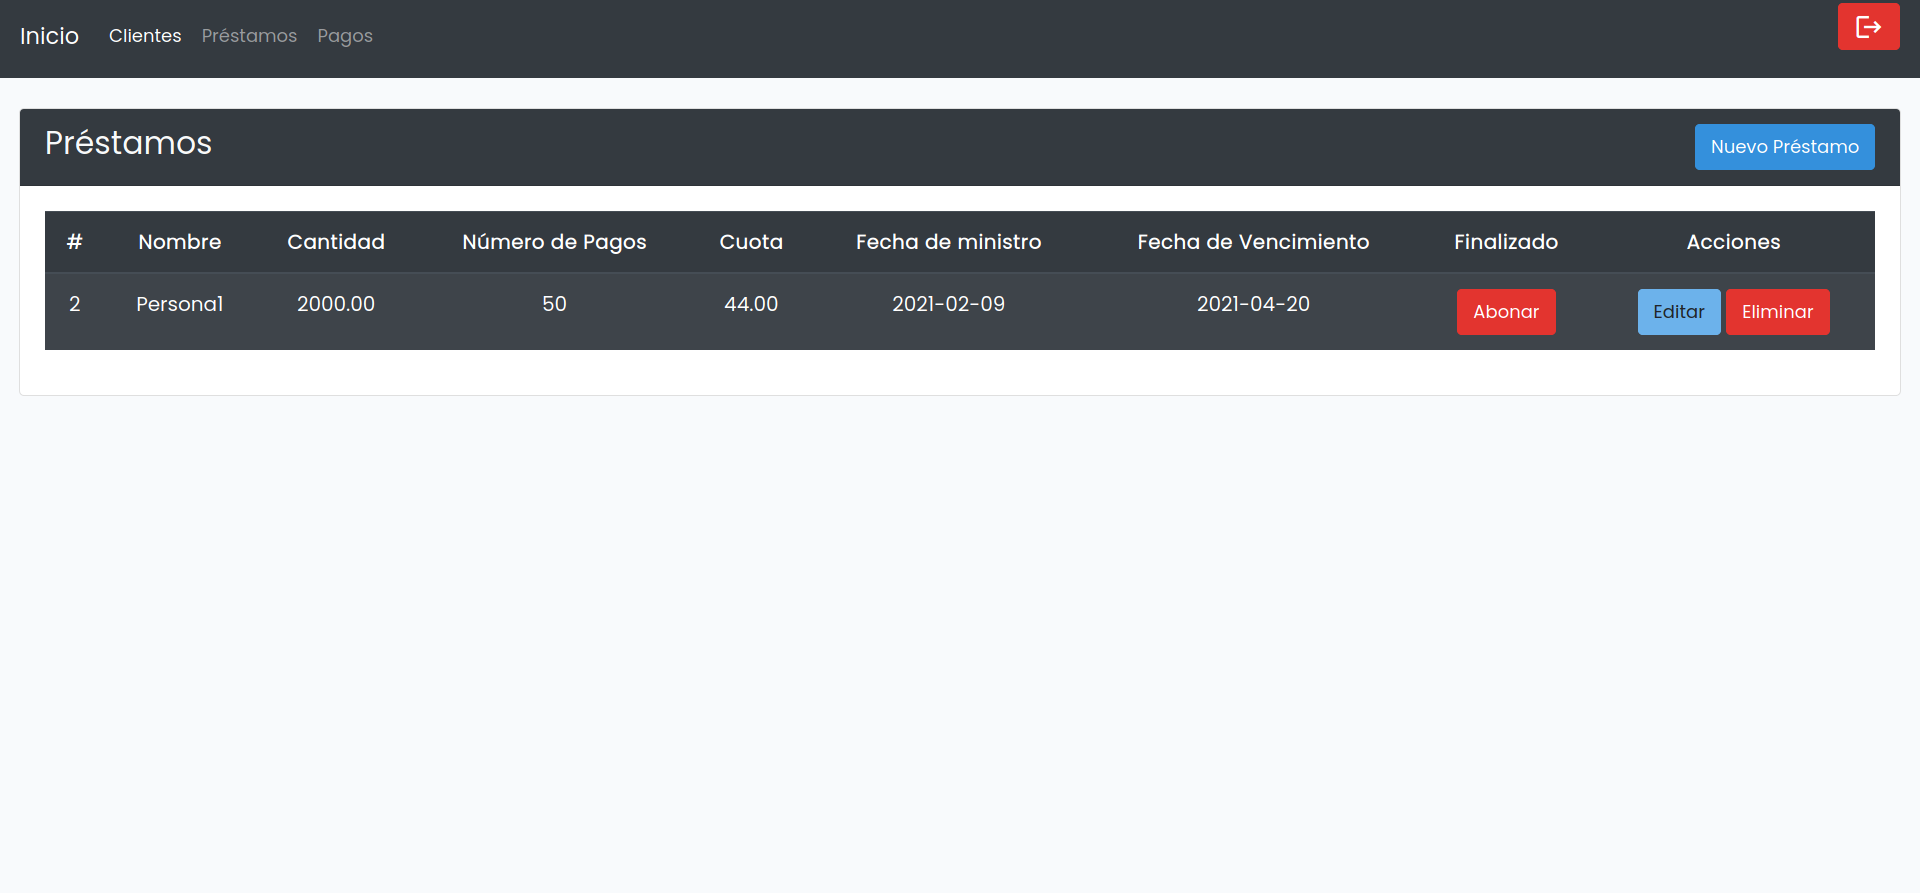 Inicio Clientes Préstamos Pagos
Préstamos Nuevo Préstamo
# Nombre Cantidad Número de Pagos Cuota Fecha de ministro Fecha de Vencimiento Finalizado Acciones
2 Persona1 2000.00 50 44.00 2021-02-09 2021-04-20 Abonar Editar Eliminar